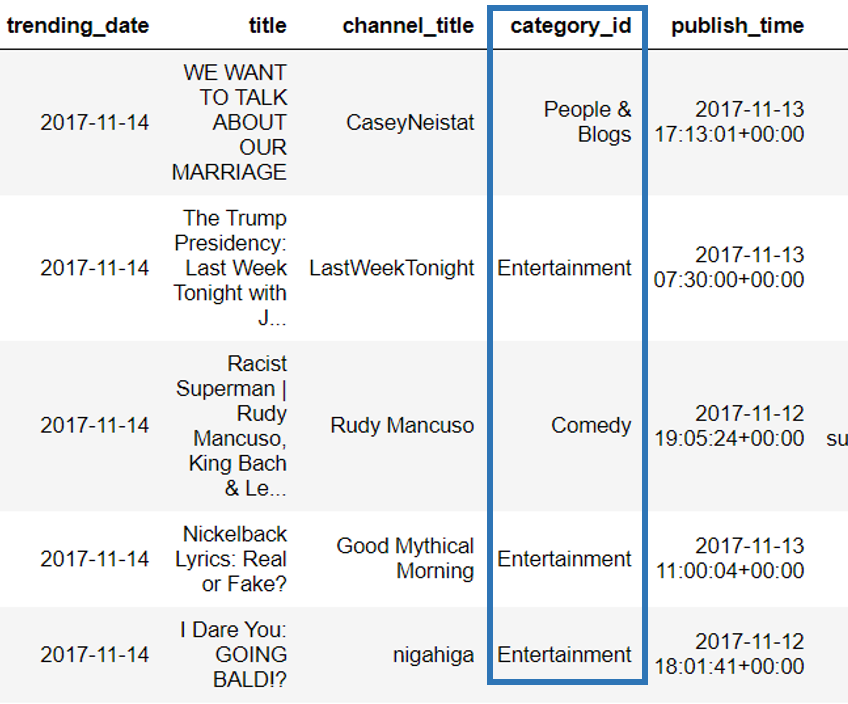 trending_date title channel_title category_id publish_time
WE WANT
TO TALK
2017-11-14 ABOUT CaseyNeistat People & 2017-11-13
OUR Blogs 17:13:01+00:00
MARRIAGE
The Trump
Presidency: 2017-11-13
2017-11-14 Last Week LastWeekTonight Entertainment 07:30:00+00:00
Tonight with
J...
Racist
Superman |
2017-11-14 Rudy Rudy Mancuso Comedy 2017-11-12
Mancuso, 19:05:24+00:00 su
King Bach
& Le...
Nickelback Good Mythical 2017-11-13
2017-11-14 Lyrics: Real Entertainment
or Fake? Morning 11:00:04+00:00
I Dare You: 2017-11-12
2017-11-14 GOING nigahiga Entertainment
BALD!? 18:01:41+00:00